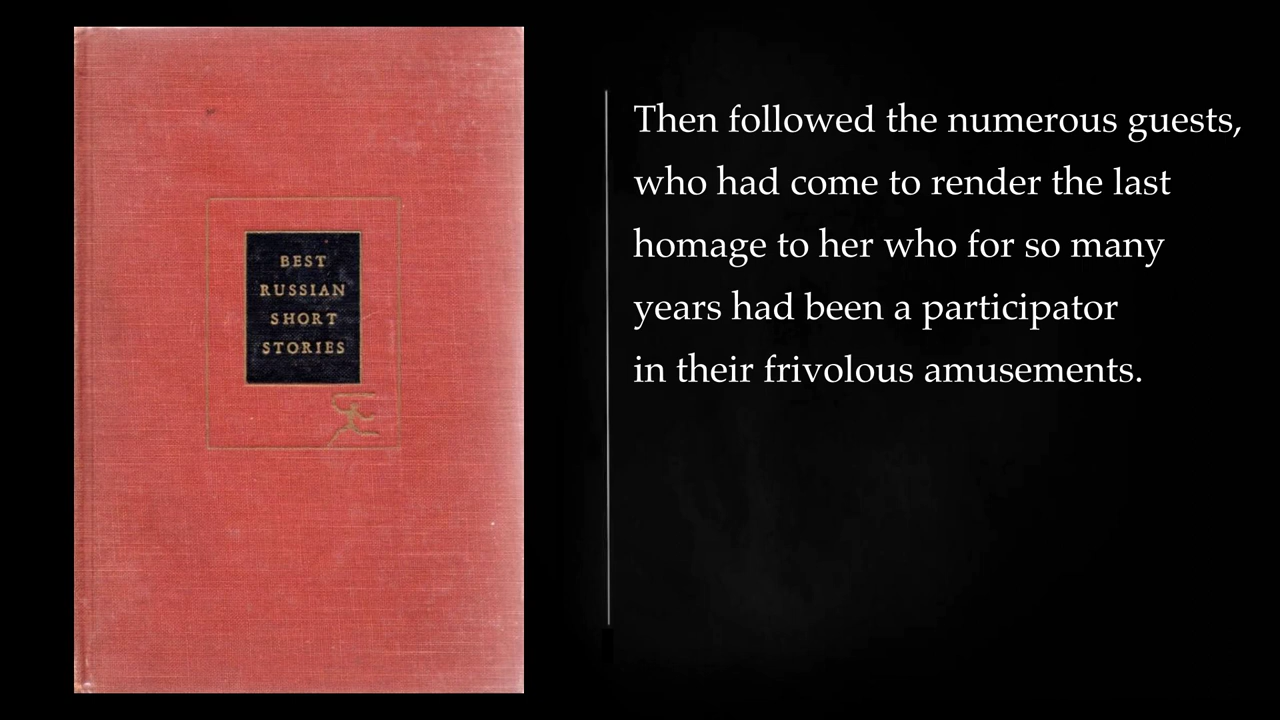 BEST
RUSSIAN
SHORT
STORIES
Then followed the numerous guests,
who had come to render the last
homage to her who for so many
years had been a participator
in their frivolous amusements.